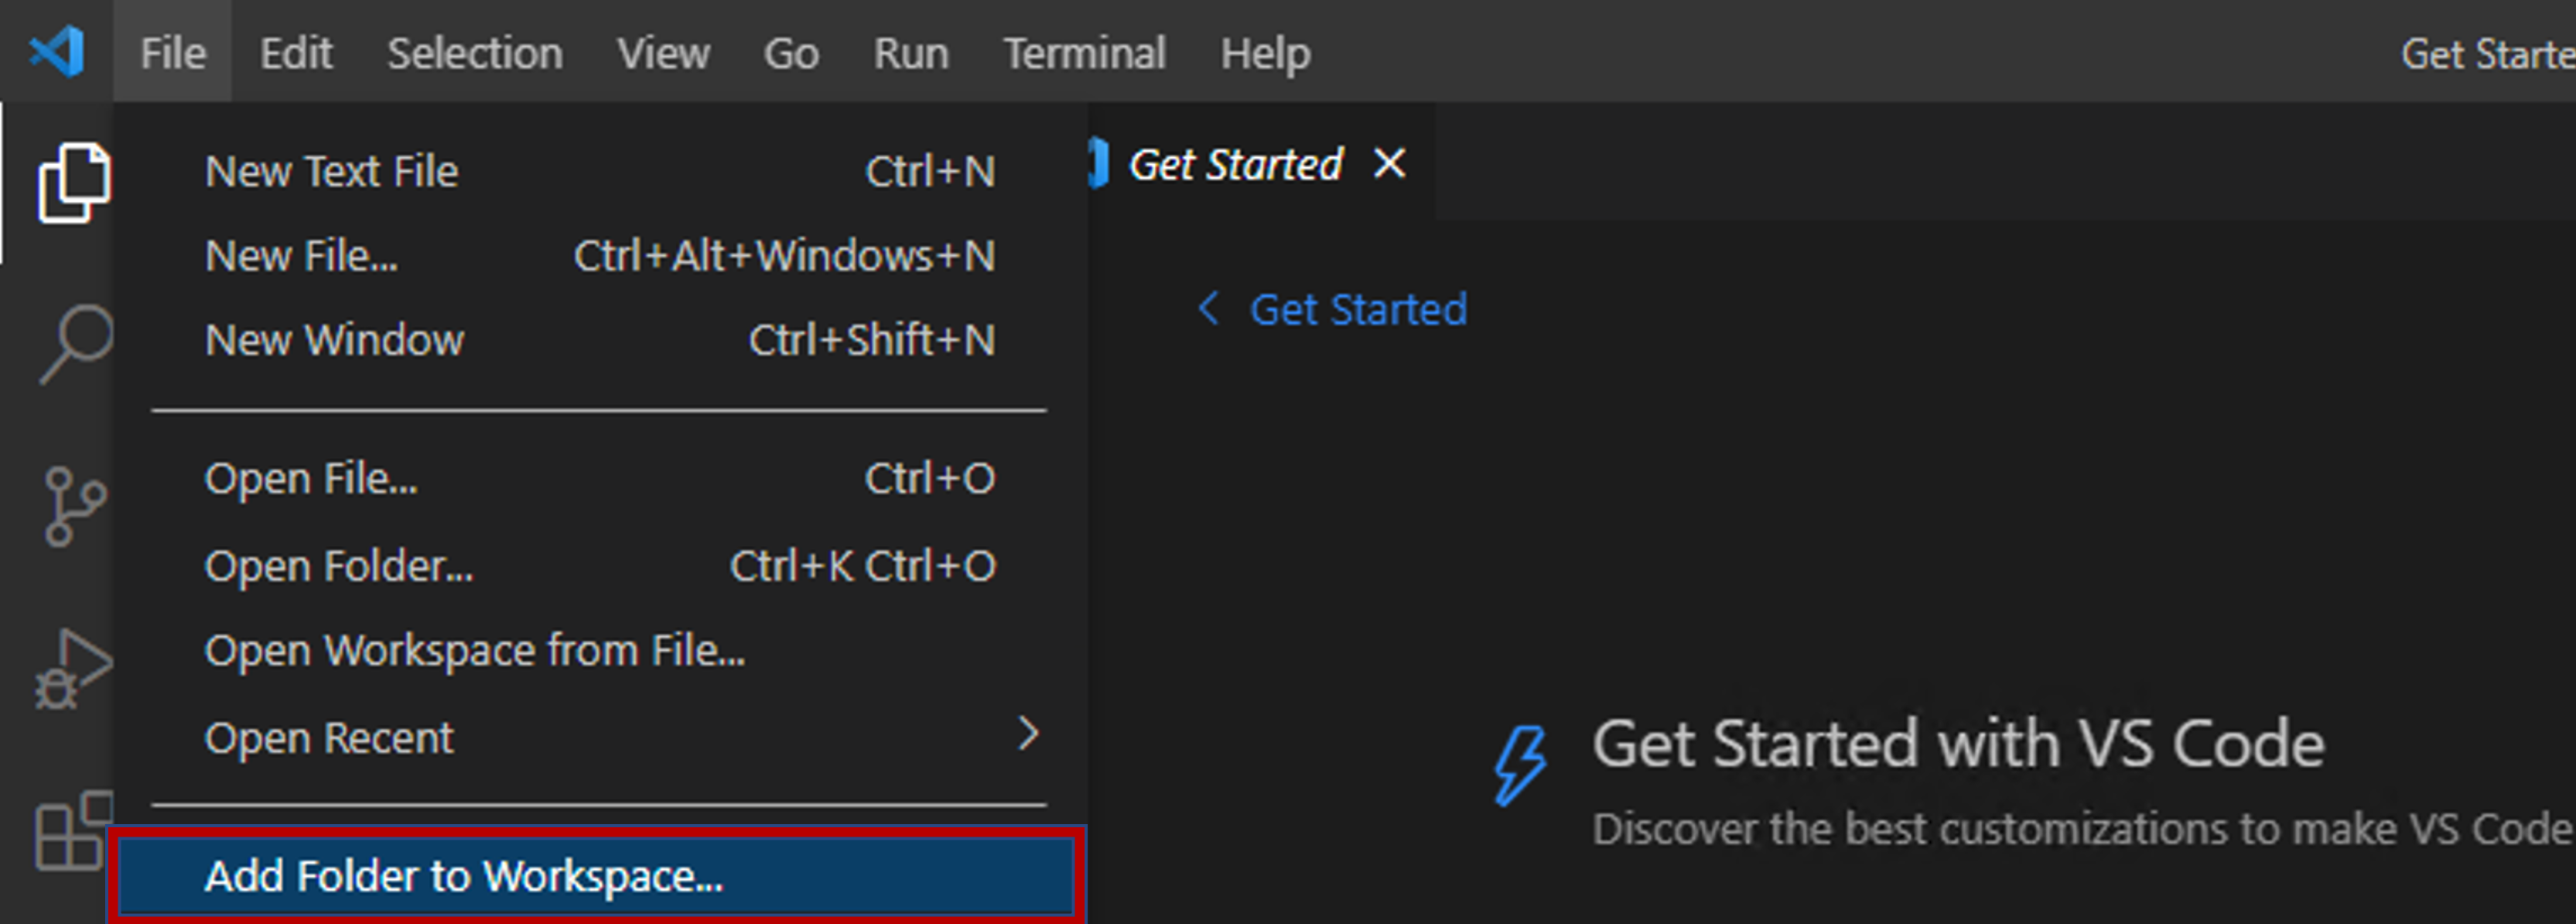 File Edit Selection View Go Run Terminal Help Get Starte
Get Started
New Text File Ctrl+N
New File... Ctrl+Alt+Windows+N
New Window Ctrl+Shift+N
Get Started
Open File... Ctrl+O
Open Folder... Ctrl+K Ctrl+O
Open Workspace from File...
Open Recent
Add Folder to Workspace...
Get Started with VS Code
Discover the best customizations to make VS Code